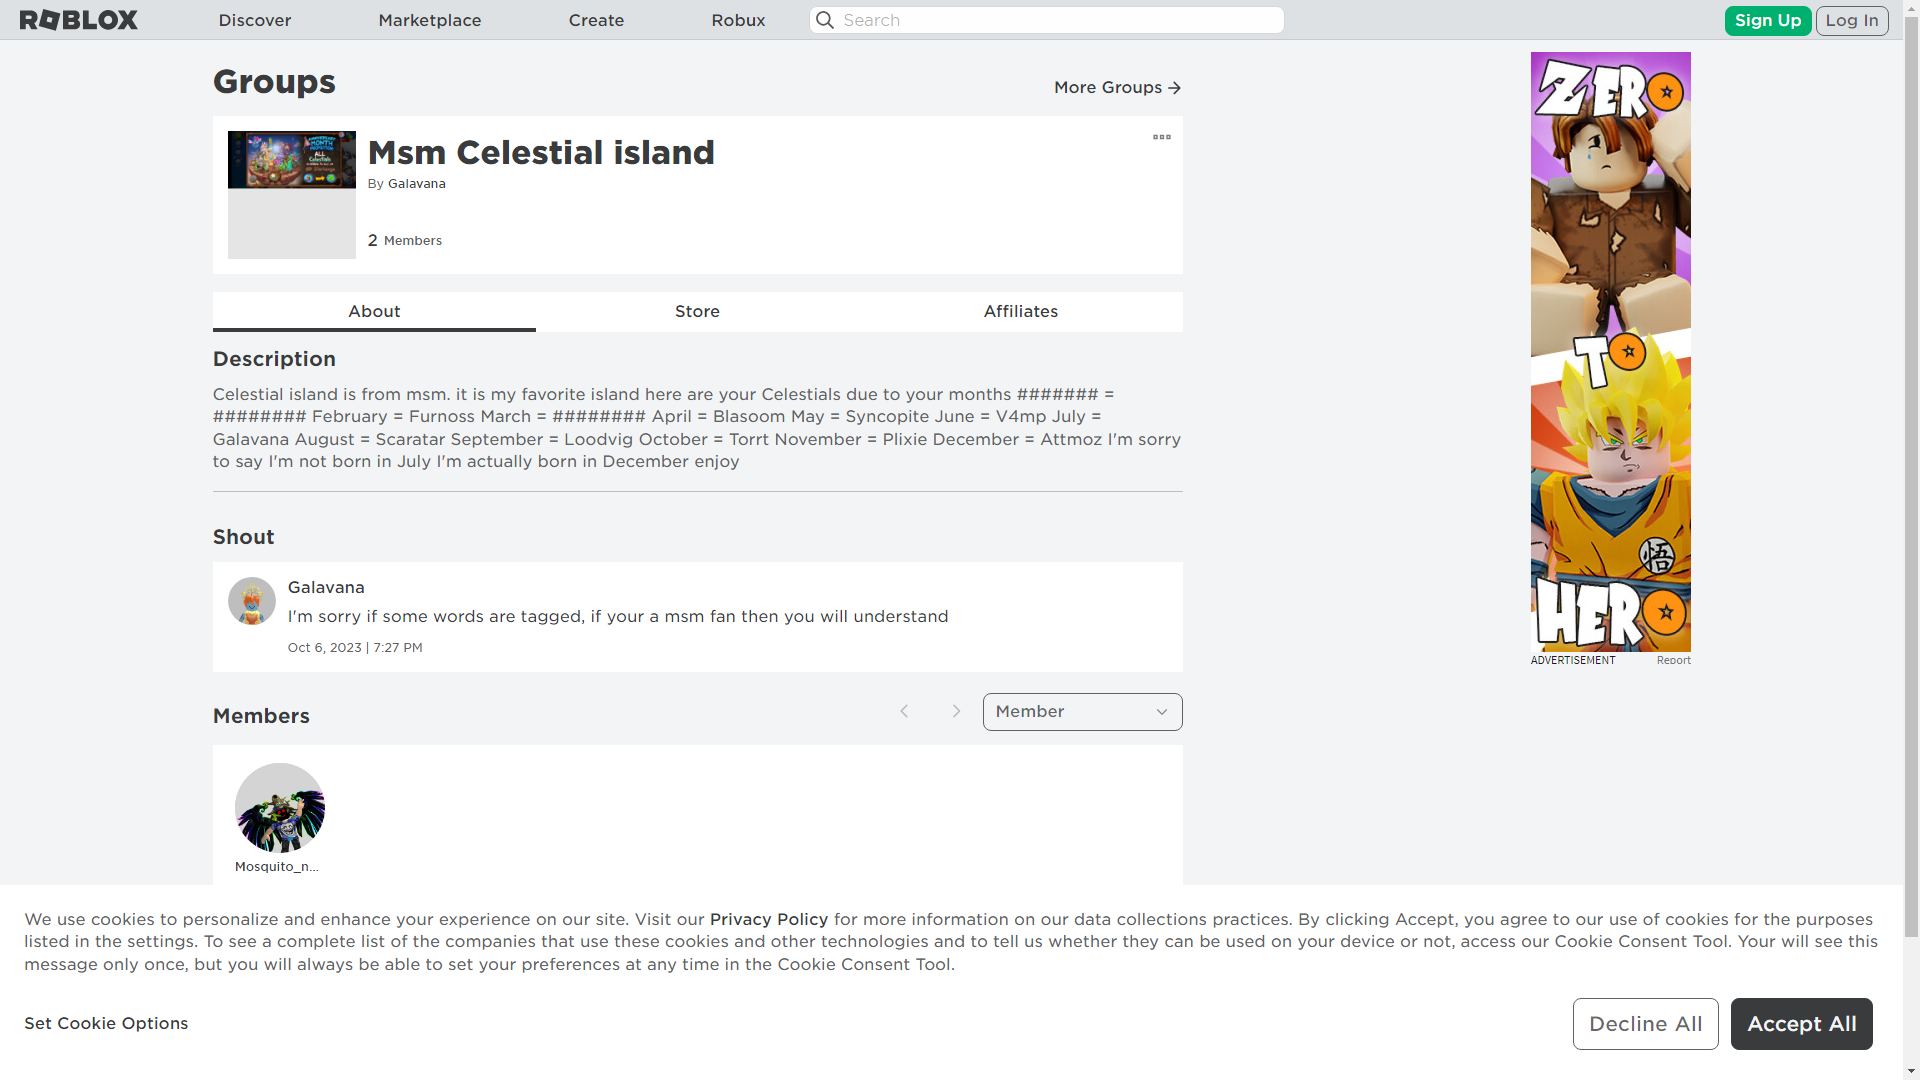 ROBLOX
Discover
Marketplace
Create
Robux
Search
Sign Up
Log In
Groups
More Groups
Msm Celestial island
By Galavana
2 Members
About
Store
Affiliates
Description
Celestial island is from msm. it is my favorite island here are your Celestials due to your months ####### =
######## February = Furnoss March = ######## April = Blasoom May = Syncopite June = V4mp July =
Galavana August = Scaratar September = Loodvig October = Torrt November = Plixie December = Attmoz I'm sorry
to say I'm not born in July I'm actually born in December enjoy
Shout
Galavana
I'm sorry if some words are tagged, if your a msm fan then you will understand
Oct 6, 2023 | 7:27 PM
Members
Member
Mosquito_n...
ZERO
TO
悟
HERO
ADVERTISEMENT
Report
We use cookies to personalize and enhance your experience on our site. Visit our Privacy Policy for more information on our data collections practices. By clicking Accept, you agree to our use of cookies for the purposes
listed in the settings. To see a complete list of the companies that use these cookies and other technologies and to tell us whether they can be used on your device or not, access our Cookie Consent Tool. Your will see this
message only once, but you will always be able to set your preferences at any time in the Cookie Consent Tool.
Set Cookie Options
Decline All
Accept All